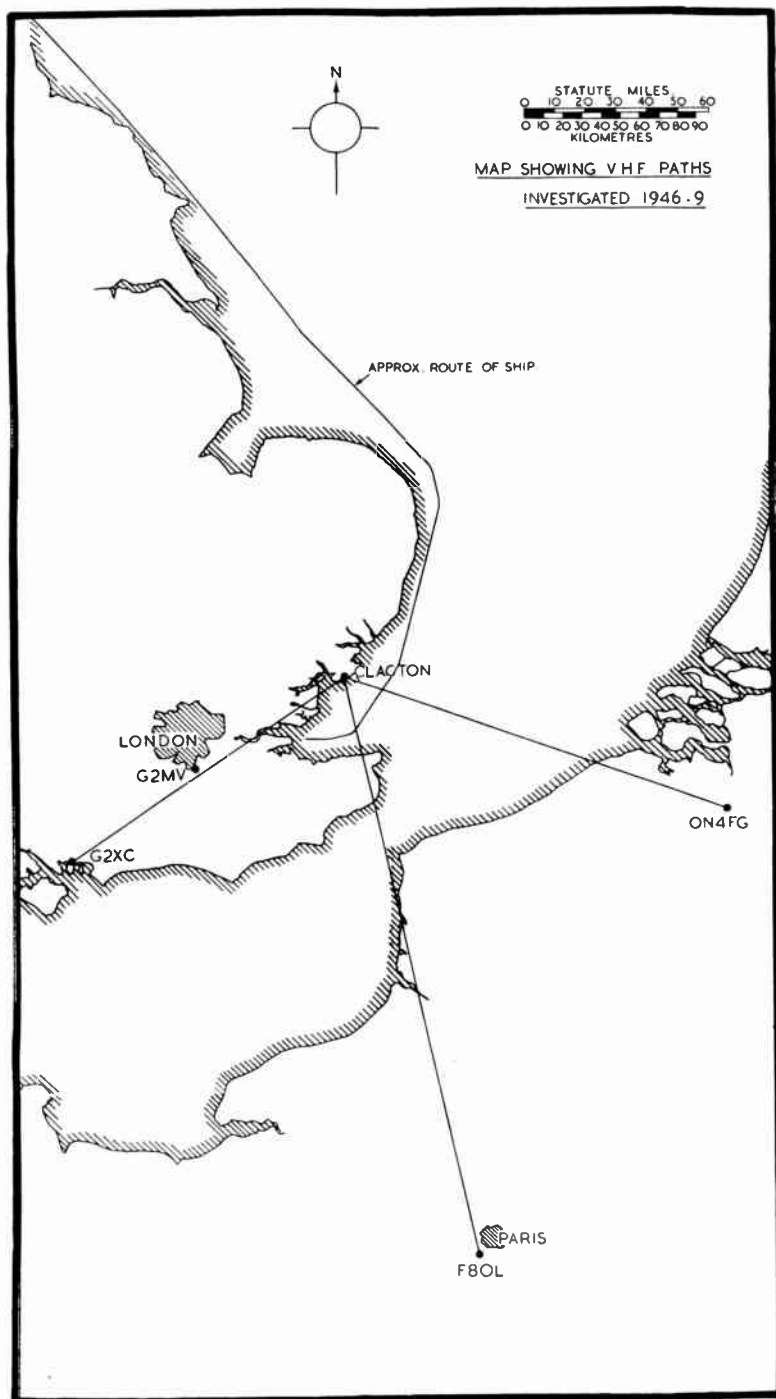 N
STATUTE MILES
0 10 20 30 40 50 60
0 10 20 30 40 50 60 70 80 90
KILOMETRES
MAP SHOWING VHF PATHS
INVESTIGATED 1946-9
APPROX. ROUTE OF SHIP.
CLACTON
LONDON
G2MV
ON4FG
G2XC
PARIS
F8OL